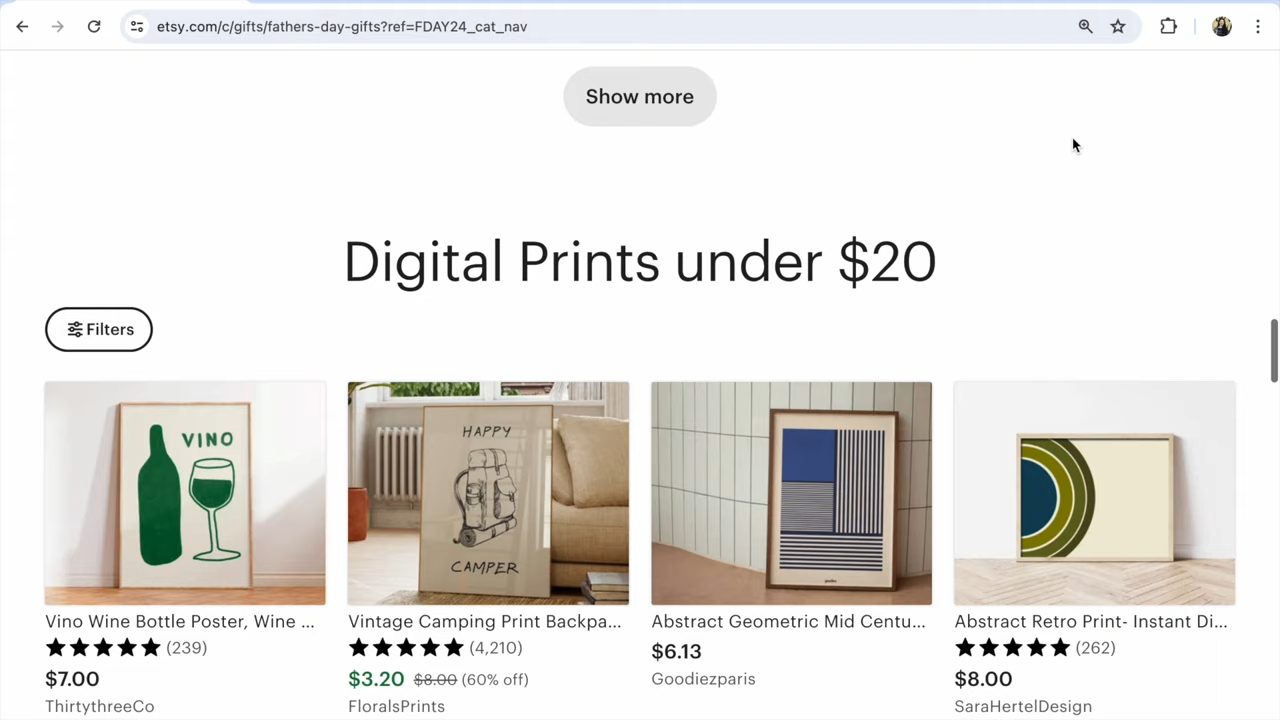 etsy.com/c/gifts/fathers-day-gifts?ref=FDAY24_cat_nav
Show more
Digital Prints under $20
Filters
VINO
HAPPY
CAMPER
Vino Wine Bottle Poster, Wine ...
Vintage Camping Print Backpa...
Abstract Geometric Mid Centu...
Abstract Retro Print- Instant Di...
(239)
(4,210)
$6.13
(262)
$7.00
$3.20 $8.00 (60% off)
Goodiezparis
$8.00
ThirtythreeCo
FloralsPrints
SaraHertelDesign